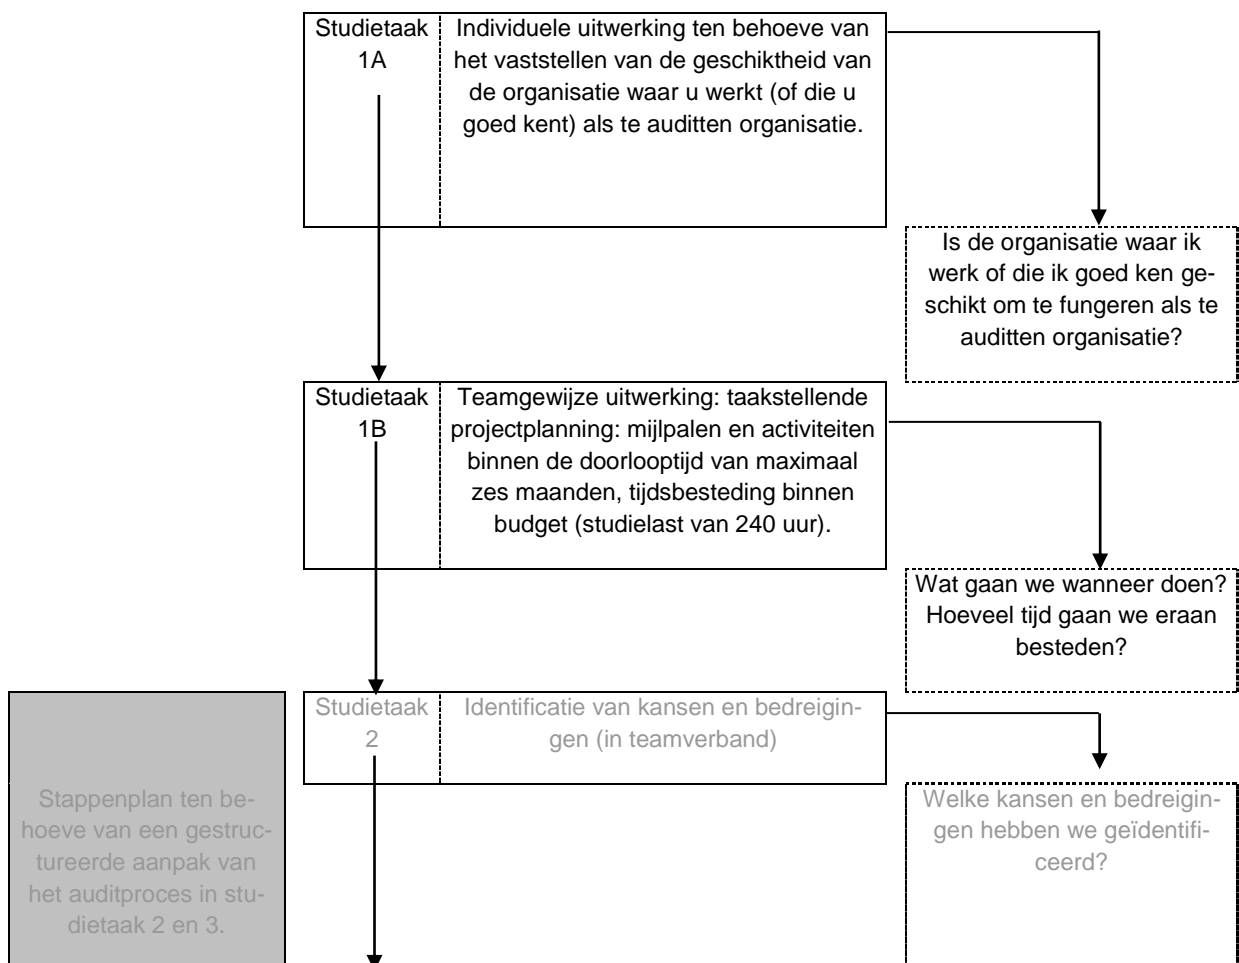 Studietaak
1A
Individuele uitwerking ten behoeve van
het vaststellen van de geschiktheid van
de organisatie waar u werkt (of die u
goed kent) als te auditten organisatie.
Is de organisatie waar ik
werk of die ik goed ken ge-
schikt om te fungeren als te
auditten organisatie?
Studietaak
1B
Teamgewijze uitwerking: taakstellende
projectplanning: mijlpalen en activiteiten
binnen de doorlooptijd van maximaal
zes maanden, tijdsbesteding binnen
budget (studielast van 240 uur).
Wat gaan we wanneer doen?
Hoeveel tijd gaan we eraan
besteden?
Studietaak
2
Identificatie van kansen en bedreigin-
gen (in teamverband)
Stappenplan ten be-
hoeve van een gestruc-
tureerde aanpak van
het auditproces in stu-
dietaak 2 en 3.
Welke kansen en bedreigin-
gen hebben we geïdentifi-
ceerd?